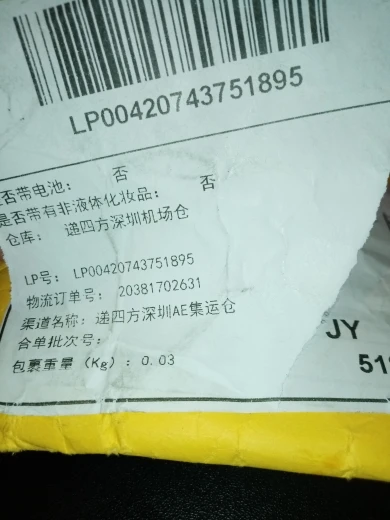 LP00420743751895
否带电池： 否
是否带有非液体化妆品： 否
仓库： 递四方深圳机场仓
LP号： LP00420743751895
物流订单号： 20381702631
渠道名称：递四方深圳AE集运仓
合单批次号：
包裹重量（Kg）：0.03
JY